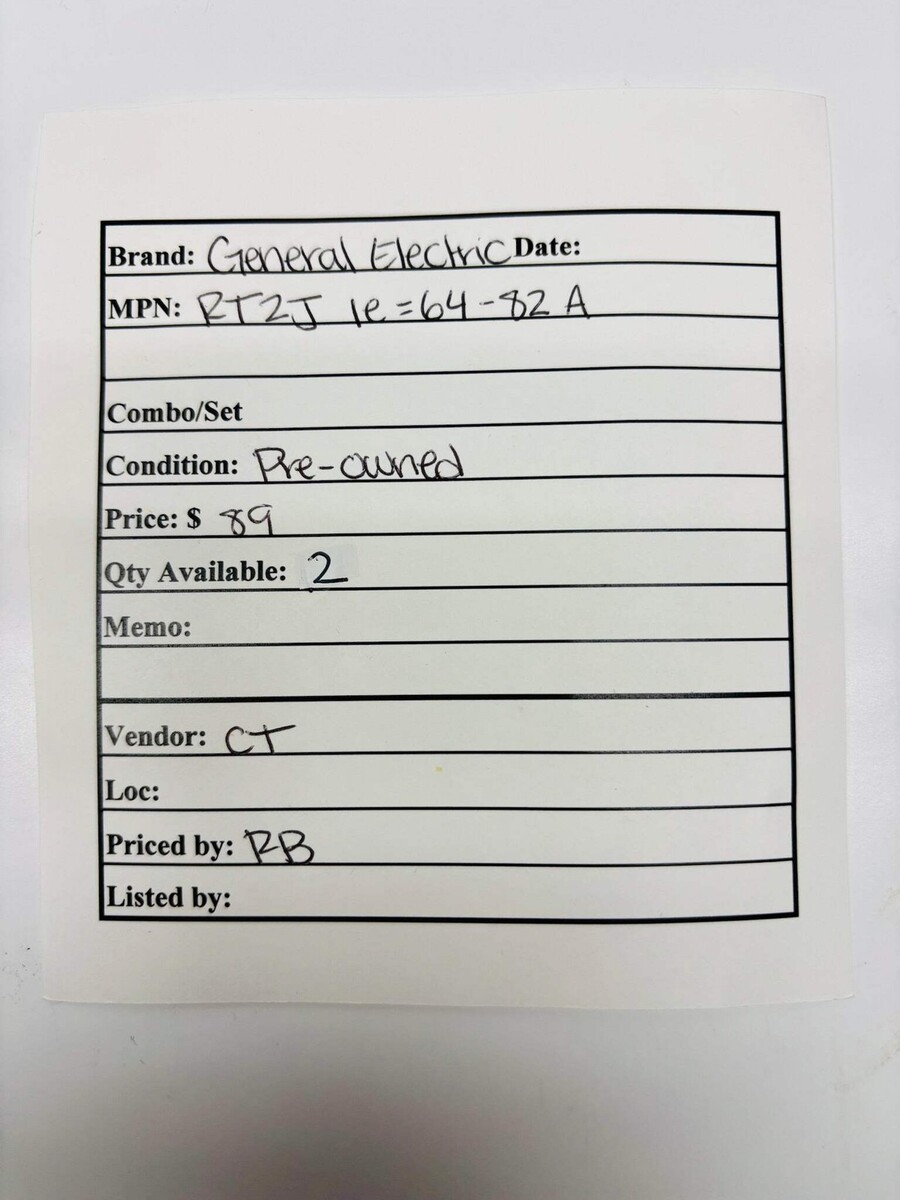 Brand: General Electric Date:
MPN: RT2J Ie=64-82 A
Combo/Set
Condition: Pre-owned
Price: $ 89
Qty Available: 2
Memo:
Vendor: CT
Loc:
Priced by: RB
Listed by: